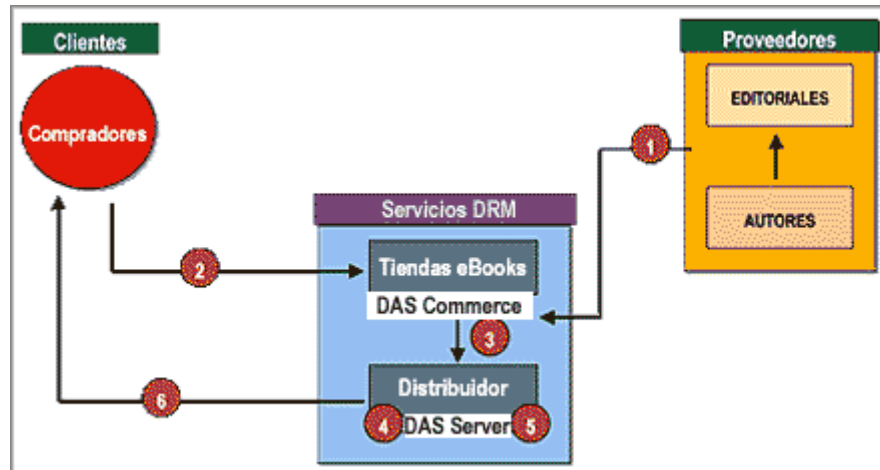 Clientes
Proveedores
Compradores
EDITORIALES
1
AUTORES
Servicios DRM
2
Tiendas eBooks
DAS Commerce
3
Distribuidor
6
4
DAS Server
5